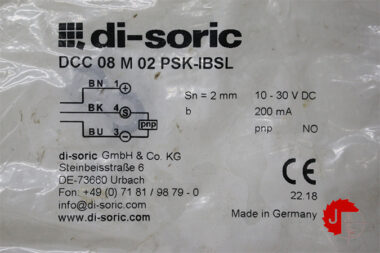 di-soric
DCC 08 M 02 PSK-IBSL
BN 1 +
BK 4 S
pnp
BU 3 −
Sn = 2 mm 10 - 30 V DC
b 200 mA
pnp NO
di-soric GmbH & Co. KG
Steinbeisstraße 6
DE-73660 Urbach
Fon: +49 (0) 71 81 / 98 79 - 0
info@di-soric.com
www.di-soric.com
CE
22.18
Made in Germany